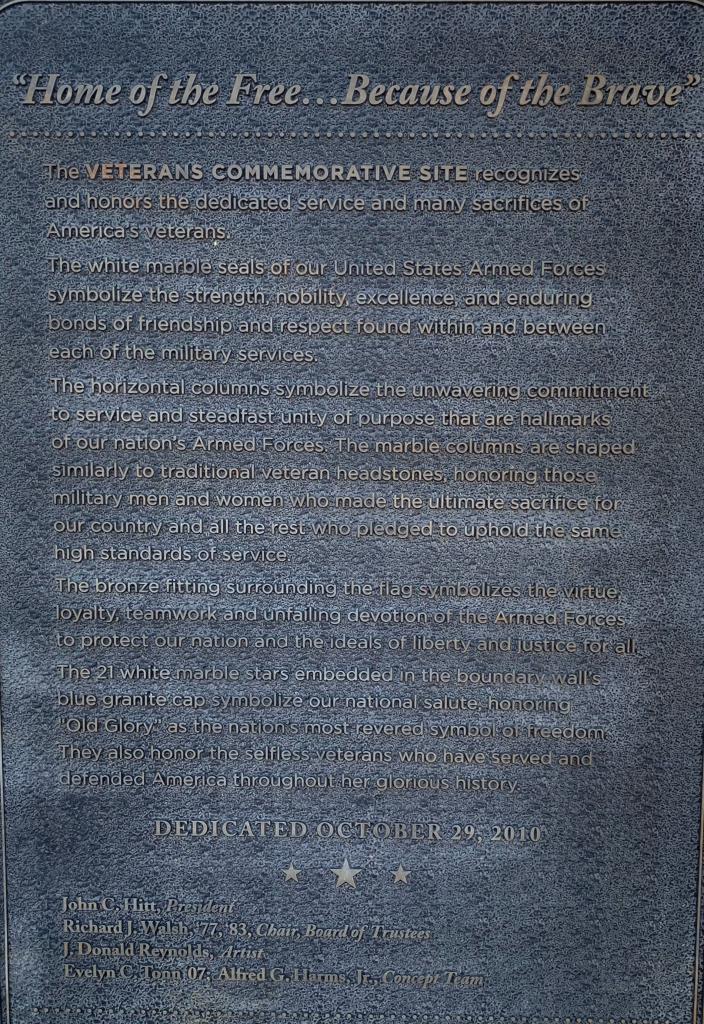 “Home of the Free...Because of the Brave”
The VETERANS COMMEMORATIVE SITE recognizes
and honors the dedicated service and many sacrifices of
America's veterans.
The white marble seals of our United States Armed Forces
symbolize the strength, nobility, excellence, and enduring
bonds of friendship and respect found within and between
each of the military services.
The horizontal columns symbolize the unwavering commitment
to service and steadfast unity of purpose that are hallmarks
of our nation's Armed Forces. The marble columns are shaped
similarly to traditional veteran headstones, honoring those
military men and women who made the ultimate sacrifice for
our country and all the rest who pledged to uphold the same
high standards of service.
The bronze fitting surrounding the flag symbolizes the virtue,
loyalty, teamwork and unfailing devotion of the Armed Forces
to protect our nation and the ideals of liberty and justice for all.
The 21 white marble stars embedded in the boundary wall's
blue granite cap symbolize our national salute, honoring
"Old Glory" as the nation's most revered symbol of freedom.
They also honor the selfless veterans who have served and
defended America throughout her glorious history.
DEDICATED OCTOBER 29, 2010
John C. Hitt, President
Richard J. Walsh, '77, '83, Chair, Board of Trustees
J. Donald Reynolds, Artist
Evelyn C. Tonn 07; Alfred G. Harms, Jr., Concept Team